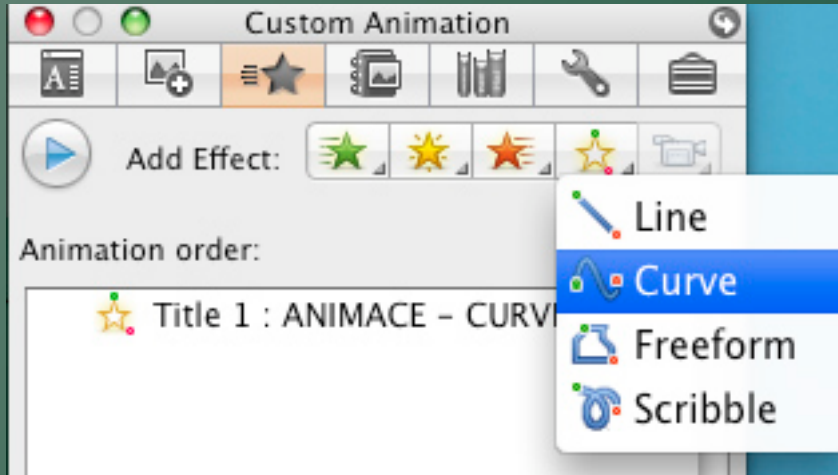 Custom Animation
Add Effect:
Line
Animation order:
Curve
Title 1 : ANIMACE – CURV
Freeform
Scribble